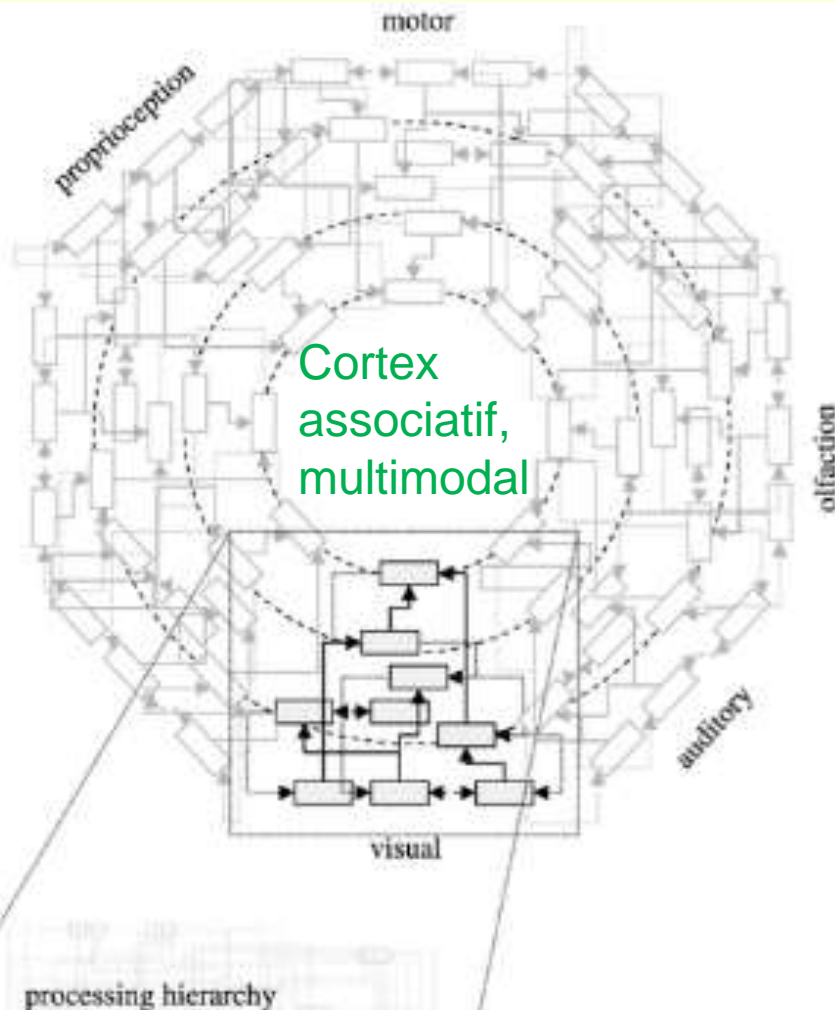 motor
proprioception
Cortex
associatif,
multimodal
olfaction
auditory
visual
processing hierarchy